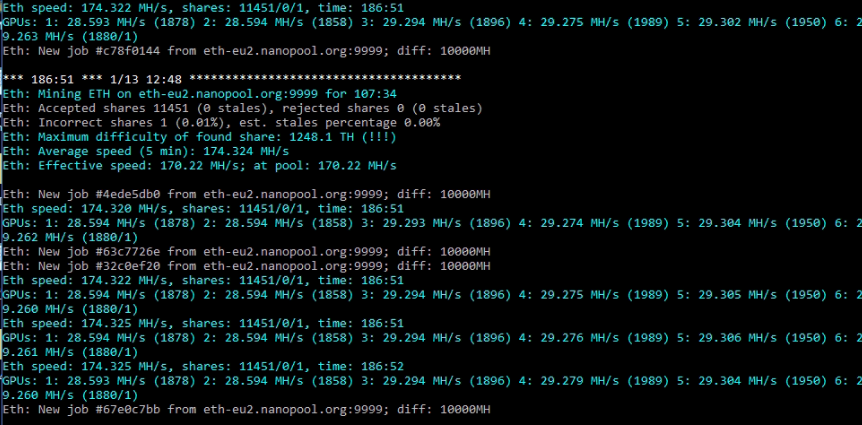 Eth speed: 174.322 MH/s, shares: 11451/0/1, time: 186:51
GPUs: 1: 28.593 MH/s (1878) 2: 28.594 MH/s (1858) 3: 29.294 MH/s (1896) 4: 29.275 MH/s (1989) 5: 29.302 MH/s (1950) 6: 2
9.263 MH/s (1880/1)
Eth: New job #c78f0144 from eth-eu2.nanopool.org:9999; diff: 10000MH
*** 186:51 *** 1/13 12:48 **************************************
Eth: Mining ETH on eth-eu2.nanopool.org:9999 for 107:34
Eth: Accepted shares 11451 (0 stales), rejected shares 0 (0 stales)
Eth: Incorrect shares 1 (0.01%), est. stales percentage 0.00%
Eth: Maximum difficulty of found share: 1248.1 TH (!!!)
Eth: Average speed (5 min): 174.324 MH/s
Eth: Effective speed: 170.22 MH/s; at pool: 170.22 MH/s
Eth: New job #4ede5db0 from eth-eu2.nanopool.org:9999; diff: 10000MH
Eth speed: 174.320 MH/s, shares: 11451/0/1, time: 186:51
GPUs: 1: 28.594 MH/s (1878) 2: 28.594 MH/s (1858) 3: 29.293 MH/s (1896) 4: 29.274 MH/s (1989) 5: 29.304 MH/s (1950) 6: 2
9.262 MH/s (1880/1)
Eth: New job #63c7726e from eth-eu2.nanopool.org:9999; diff: 10000MH
Eth: New job #32c0ef20 from eth-eu2.nanopool.org:9999; diff: 10000MH
Eth speed: 174.322 MH/s, shares: 11451/0/1, time: 186:51
GPUs: 1: 28.594 MH/s (1878) 2: 28.594 MH/s (1858) 3: 29.294 MH/s (1896) 4: 29.275 MH/s (1989) 5: 29.305 MH/s (1950) 6: 2
9.260 MH/s (1880/1)
Eth speed: 174.325 MH/s, shares: 11451/0/1, time: 186:51
GPUs: 1: 28.594 MH/s (1878) 2: 28.594 MH/s (1858) 3: 29.294 MH/s (1896) 4: 29.276 MH/s (1989) 5: 29.306 MH/s (1950) 6: 2
9.261 MH/s (1880/1)
Eth speed: 174.325 MH/s, shares: 11451/0/1, time: 186:52
GPUs: 1: 28.593 MH/s (1878) 2: 28.594 MH/s (1858) 3: 29.294 MH/s (1896) 4: 29.279 MH/s (1989) 5: 29.304 MH/s (1950) 6: 2
9.260 MH/s (1880/1)
Eth: New job #67e0c7bb from eth-eu2.nanopool.org:9999; diff: 10000MH